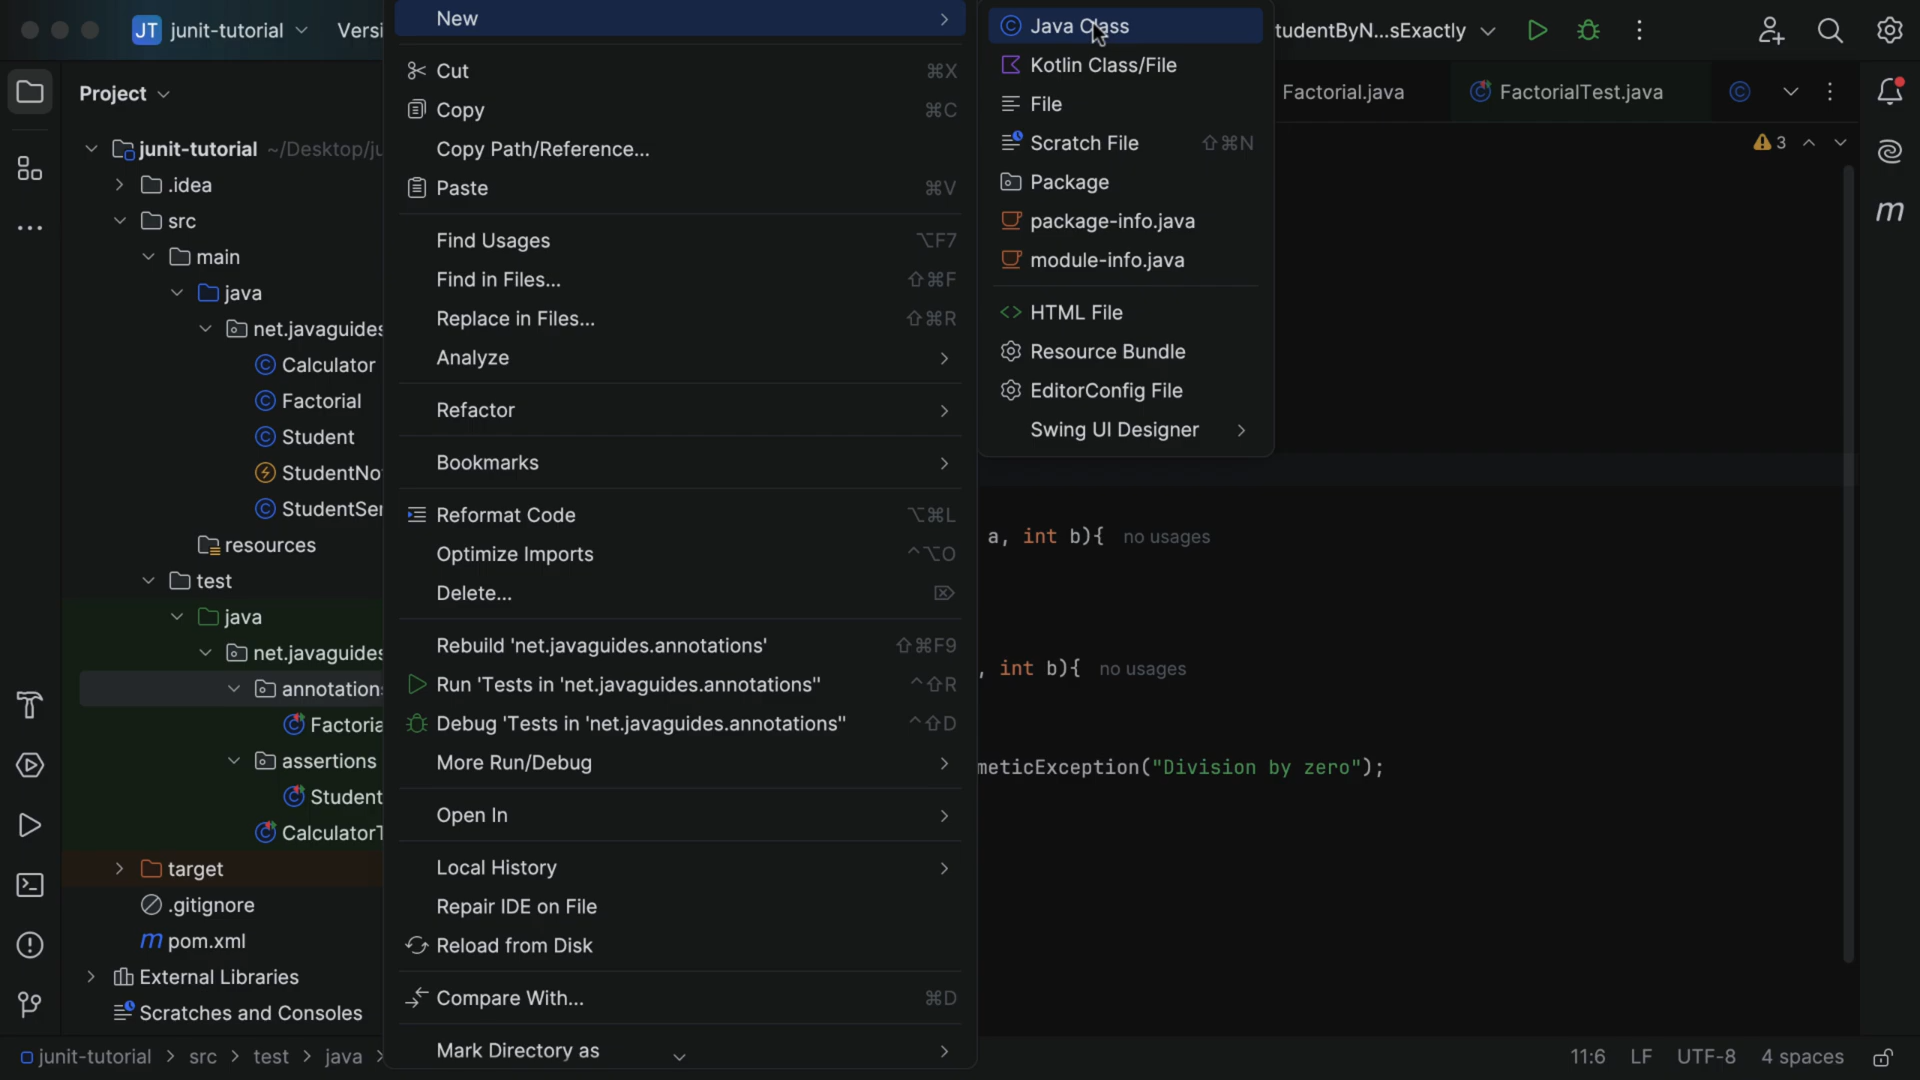 JT junit-tutorial
Versi
tudentByN...sExactly
Project
junit-tutorial ~/Desktop/ju
.idea
src
main
java
net.javaguides
Calculator
Factorial
Student
StudentNo
StudentSer
resources
test
java
net.javaguides
annotations
Factoria
assertions
Student
CalculatorT
target
.gitignore
m pom.xml
External Libraries
Scratches and Consoles
New
Cut ⌘X
Copy ⌘C
Copy Path/Reference...
Paste ⌘V
Find Usages ⌥F7
Find in Files... ⇧⌘F
Replace in Files... ⇧⌘R
Analyze
Refactor
Bookmarks
Reformat Code ⌥⌘L
Optimize Imports ^⌥O
Delete... ⌦
Rebuild 'net.javaguides.annotations' ⇧⌘F9
Run 'Tests in 'net.javaguides.annotations'' ^⇧R
Debug 'Tests in 'net.javaguides.annotations'' ^⇧D
More Run/Debug
Open In
Local History
Repair IDE on File
Reload from Disk
Compare With... ⌘D
Mark Directory as
Java Class
Kotlin Class/File
File
Scratch File ⇧⌘N
Package
package-info.java
module-info.java
HTML File
Resource Bundle
EditorConfig File
Swing UI Designer
Factorial.java
FactorialTest.java
3
m
a, int b){ no usages
, int b){ no usages
meticException("Division by zero");
junit-tutorial > src > test > java >
11:6 LF UTF-8 4 spaces